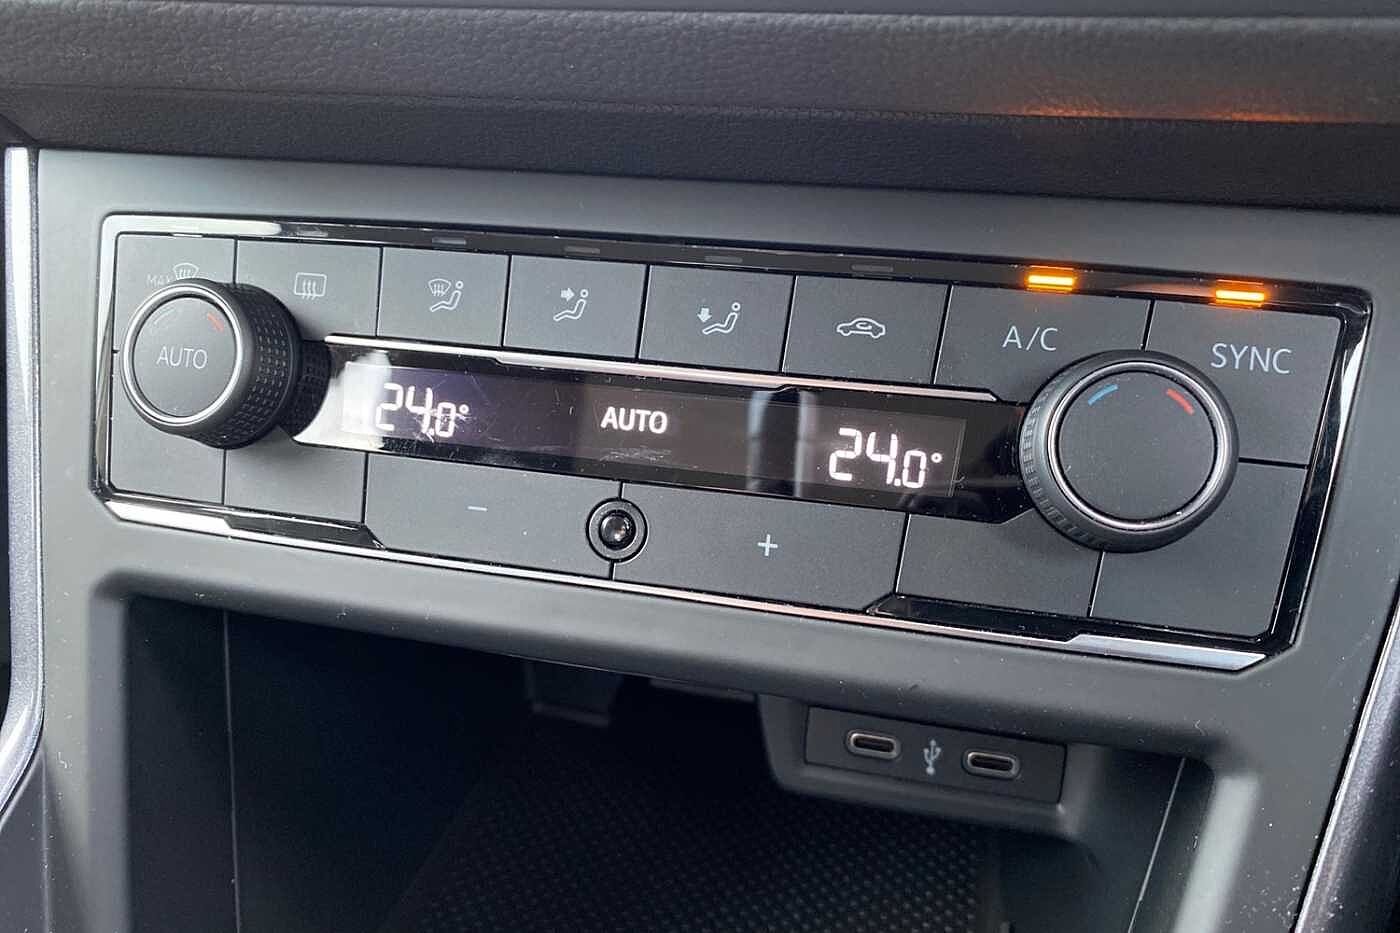 MAX
A/C
SYNC
AUTO
24.0°
AUTO
24.0°
−
+